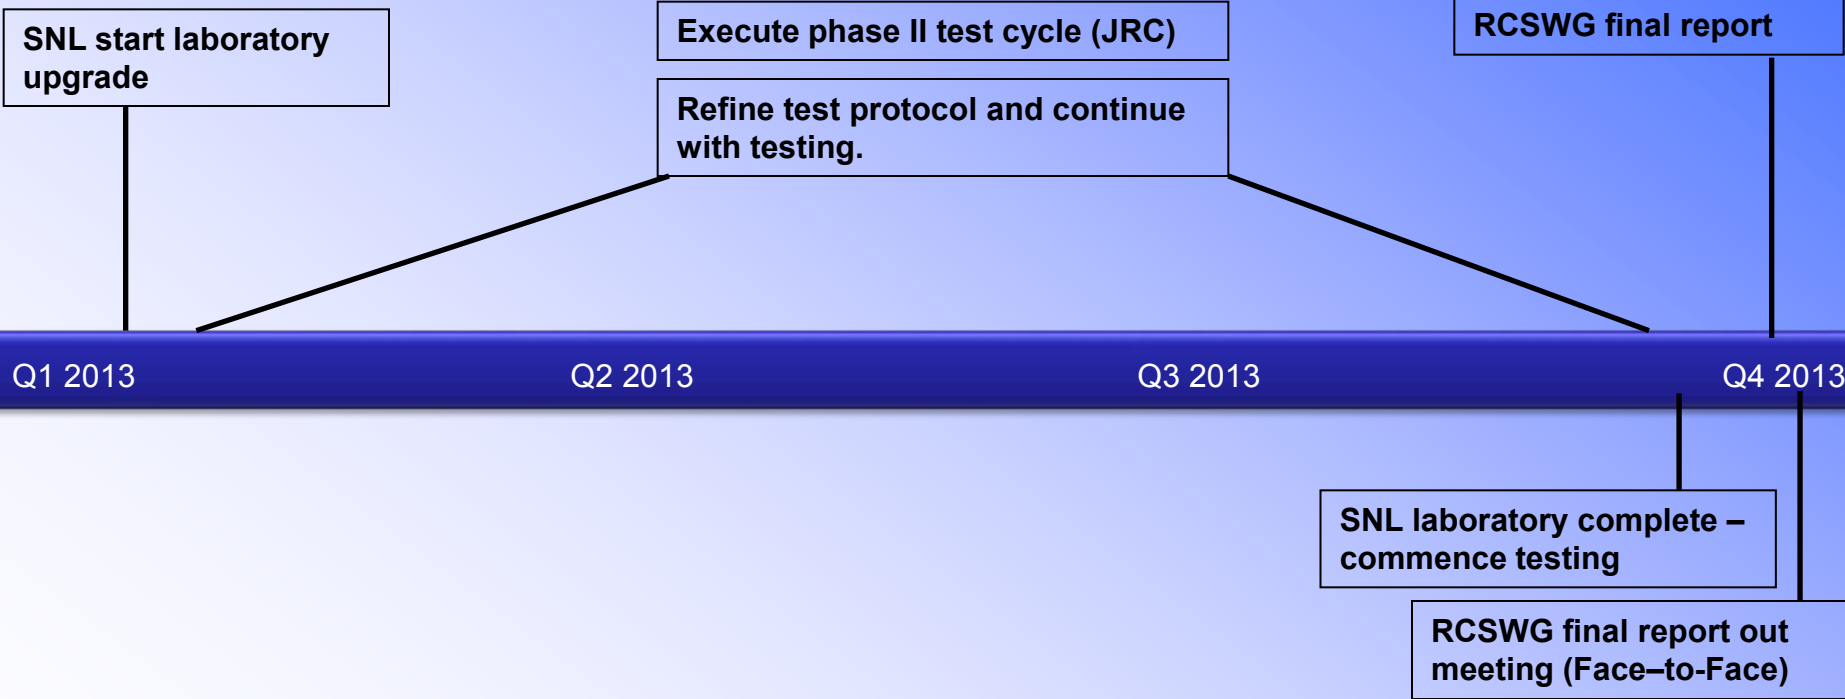 SNL start laboratory
upgrade
Execute phase II test cycle (JRC)
Refine test protocol and continue
with testing.
RCSWG final report
Q1 2013
Q2 2013
Q3 2013
Q4 2013
SNL laboratory complete –
commence testing
RCSWG final report out
meeting (Face–to-Face)